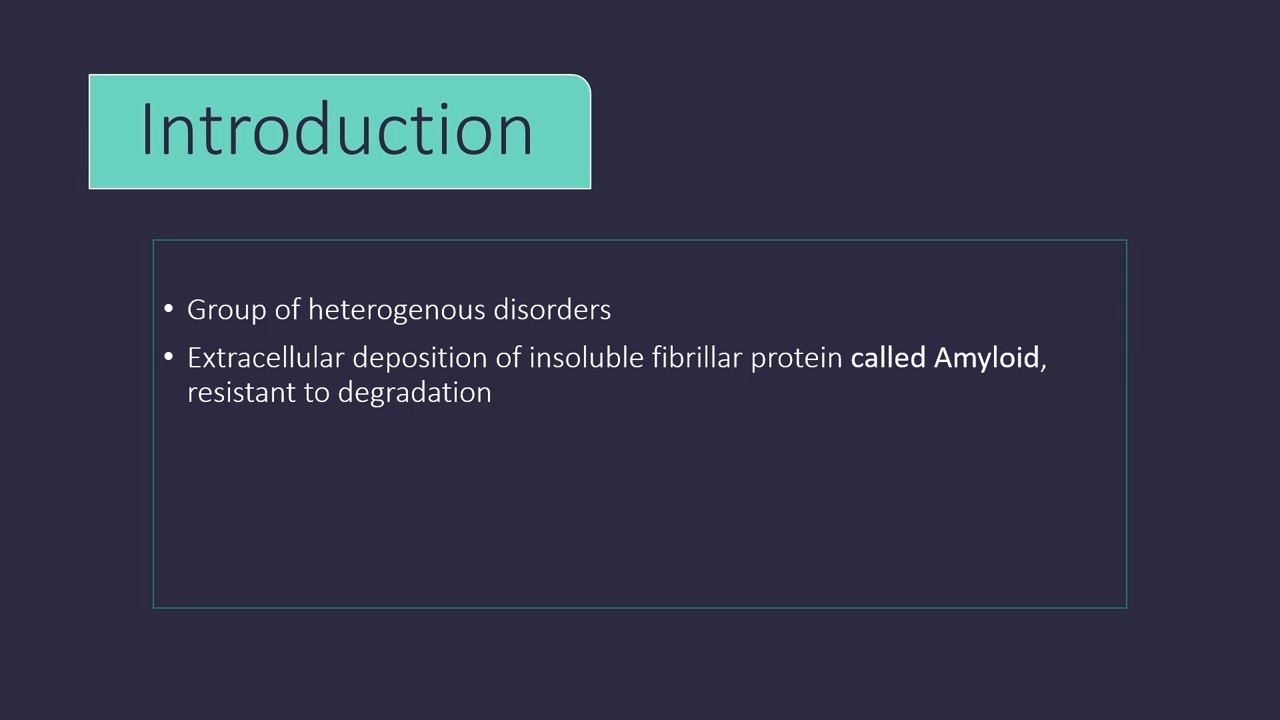 Introduction
• Group of heterogenous disorders
• Extracellular deposition of insoluble fibrillar protein called Amyloid,
resistant to degradation